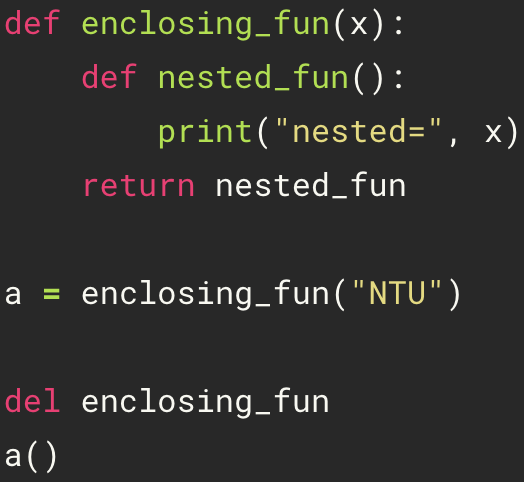 def enclosing_fun(x):
    def nested_fun():
        print("nested=", x)
    return nested_fun

a = enclosing_fun("NTU")

del enclosing_fun
a()